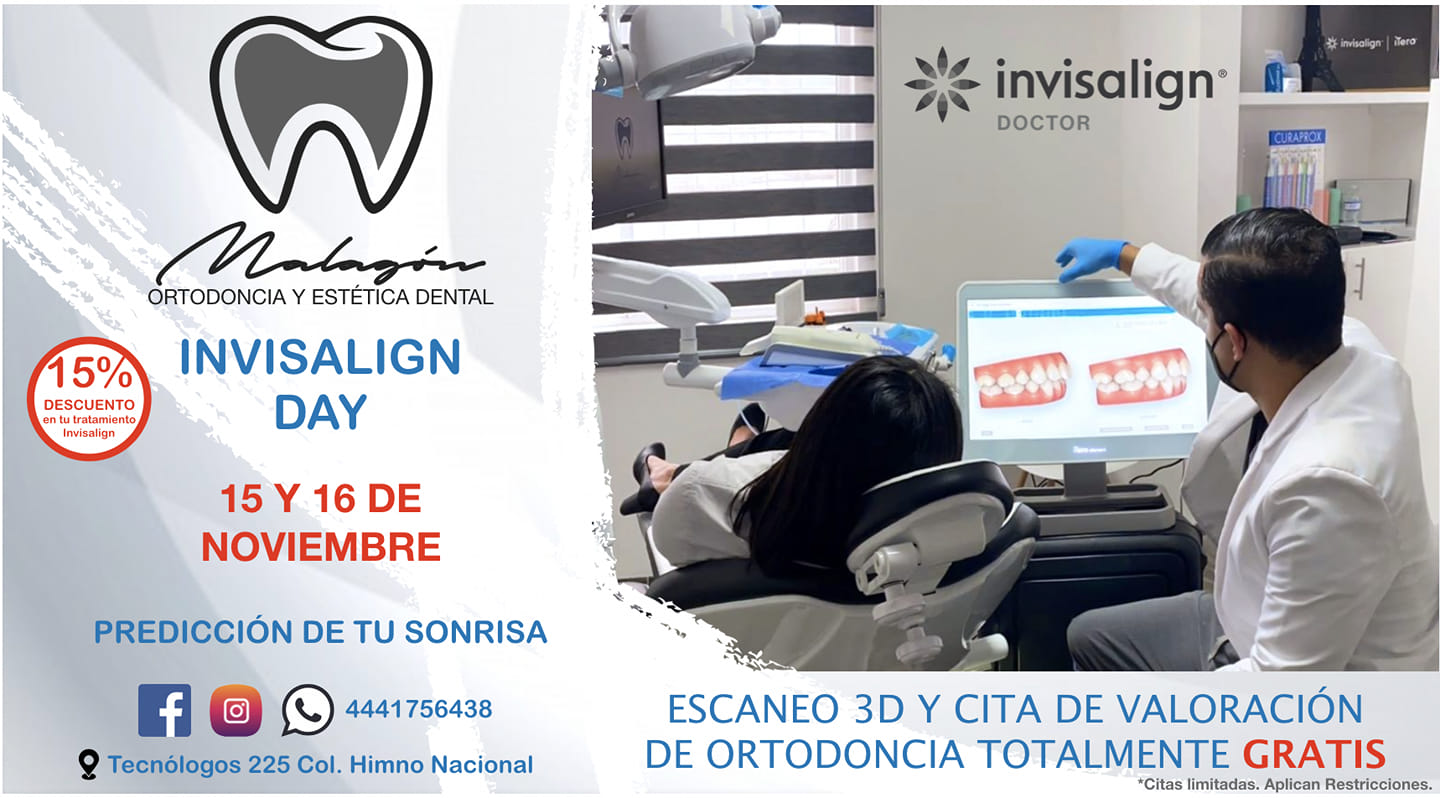 Malagón
ORTODONCIA Y ESTÉTICA DENTAL
15%
DESCUENTO
en tu tratamiento
Invisalign
INVISALIGN
DAY
15 Y 16 DE
NOVIEMBRE
PREDICCIÓN DE TU SONRISA
4441756438
Tecnólogos 225 Col. Himno Nacional
invisalign®
DOCTOR
invisalign | iTero
CURAPROX
ESCANEO 3D Y CITA DE VALORACIÓN
DE ORTODONCIA TOTALMENTE GRATIS
*Citas limitadas. Aplican Restricciones.